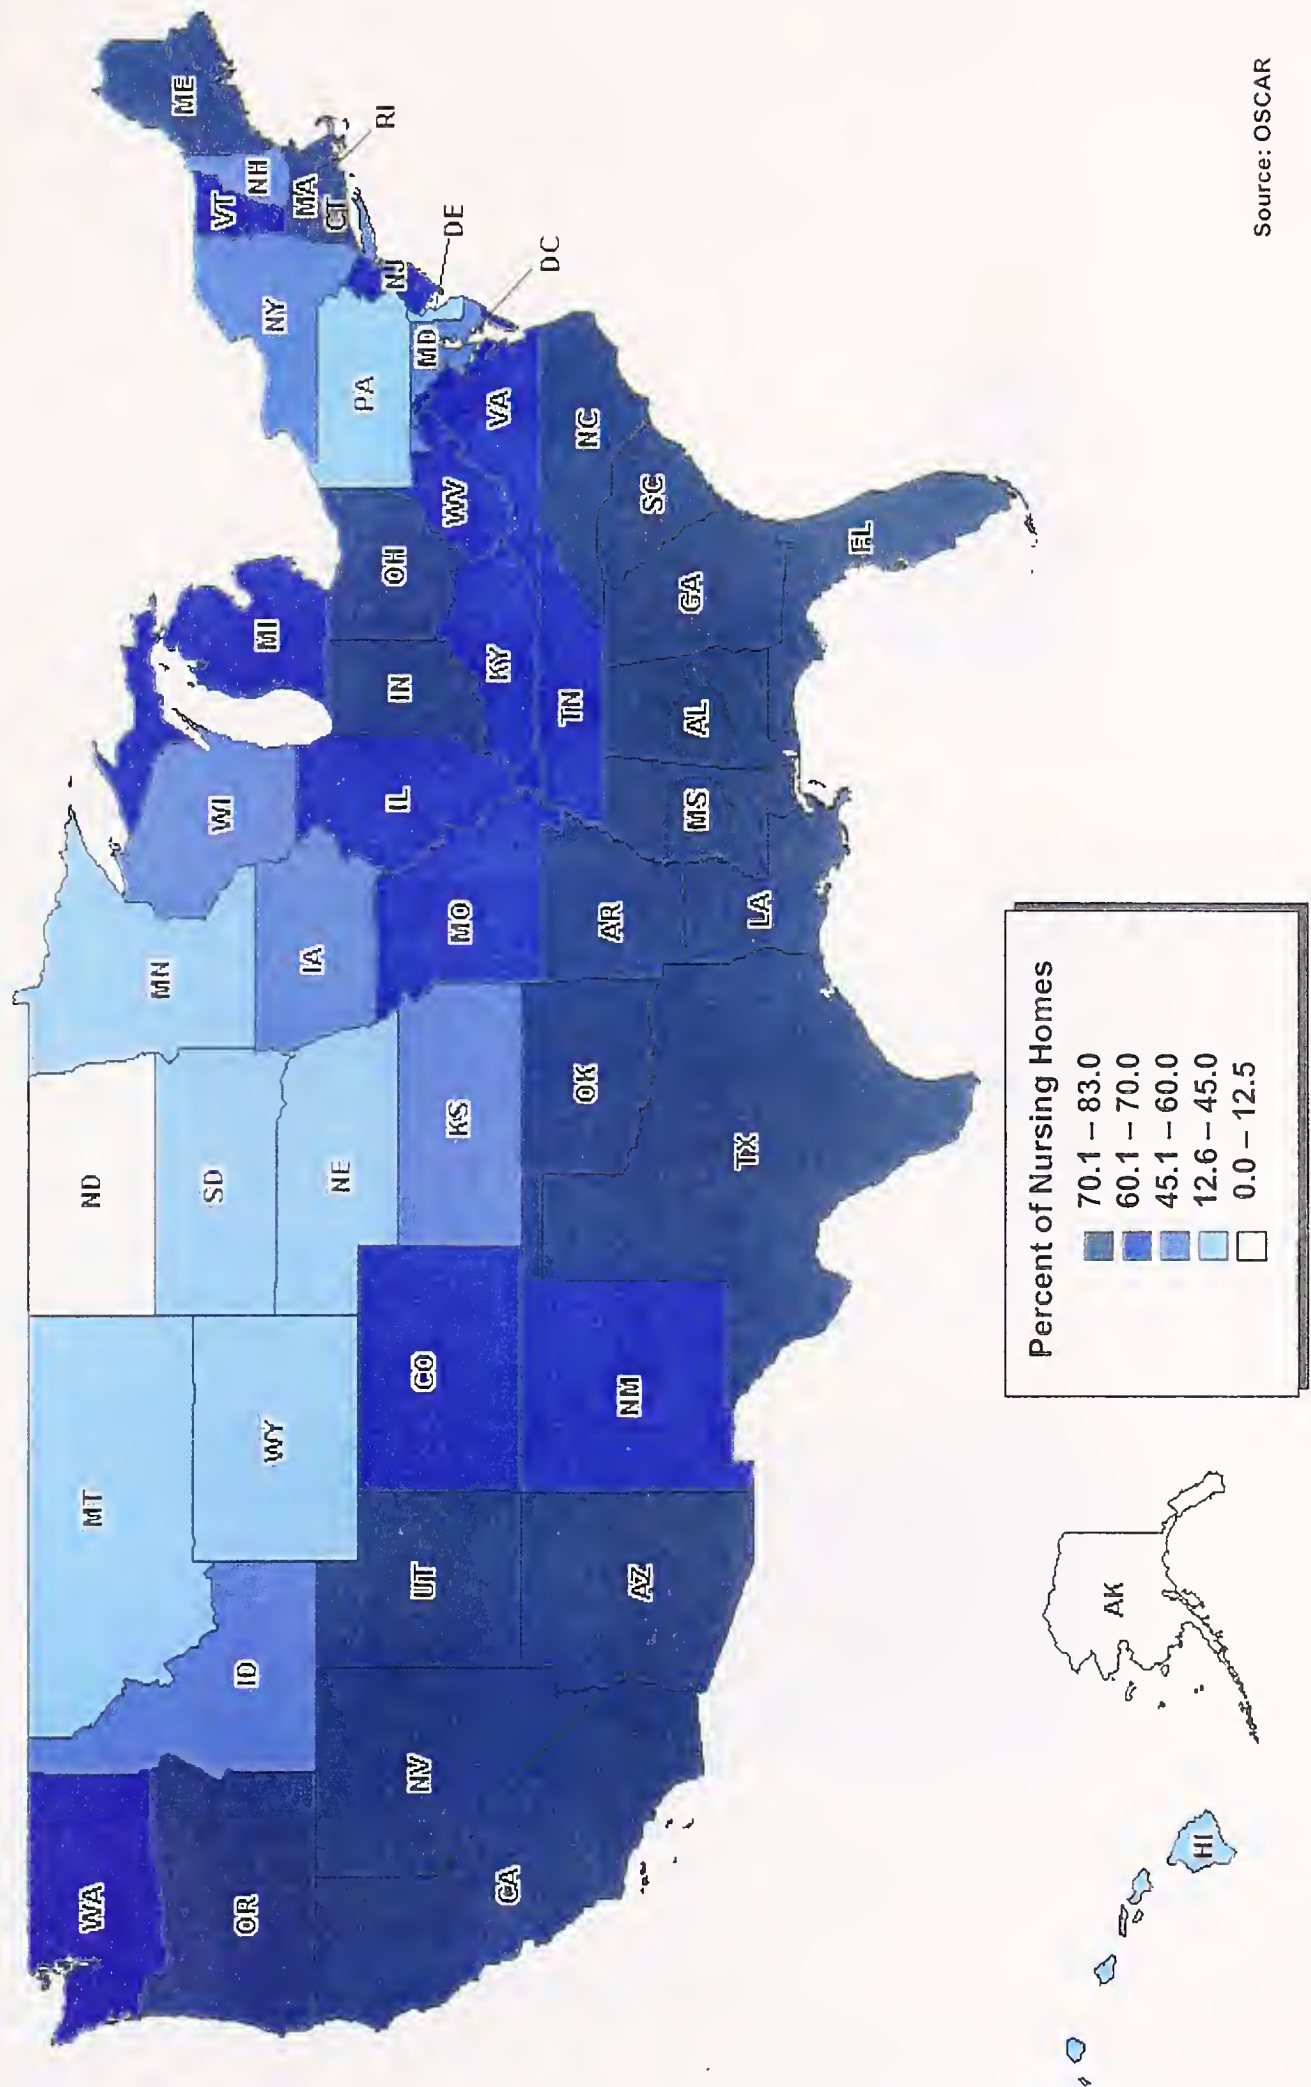 WA
OR
CA
NV
ID
MT
WY
UT
AZ
CO
NM
ND
SD
NE
KS
OK
TX
MN
IA
MO
AR
LA
WI
IL
MS
MI
IN
KY
TN
AL
OH
WV
GA
FL
PA
VA
NC
SC
NY
MD
NJ
VT
NH
MA
CT
ME
RI
DE
DC
AK
HI
Percent of Nursing Homes
70.1 – 83.0
60.1 – 70.0
45.1 – 60.0
12.6 – 45.0
0.0 – 12.5
Source: OSCAR